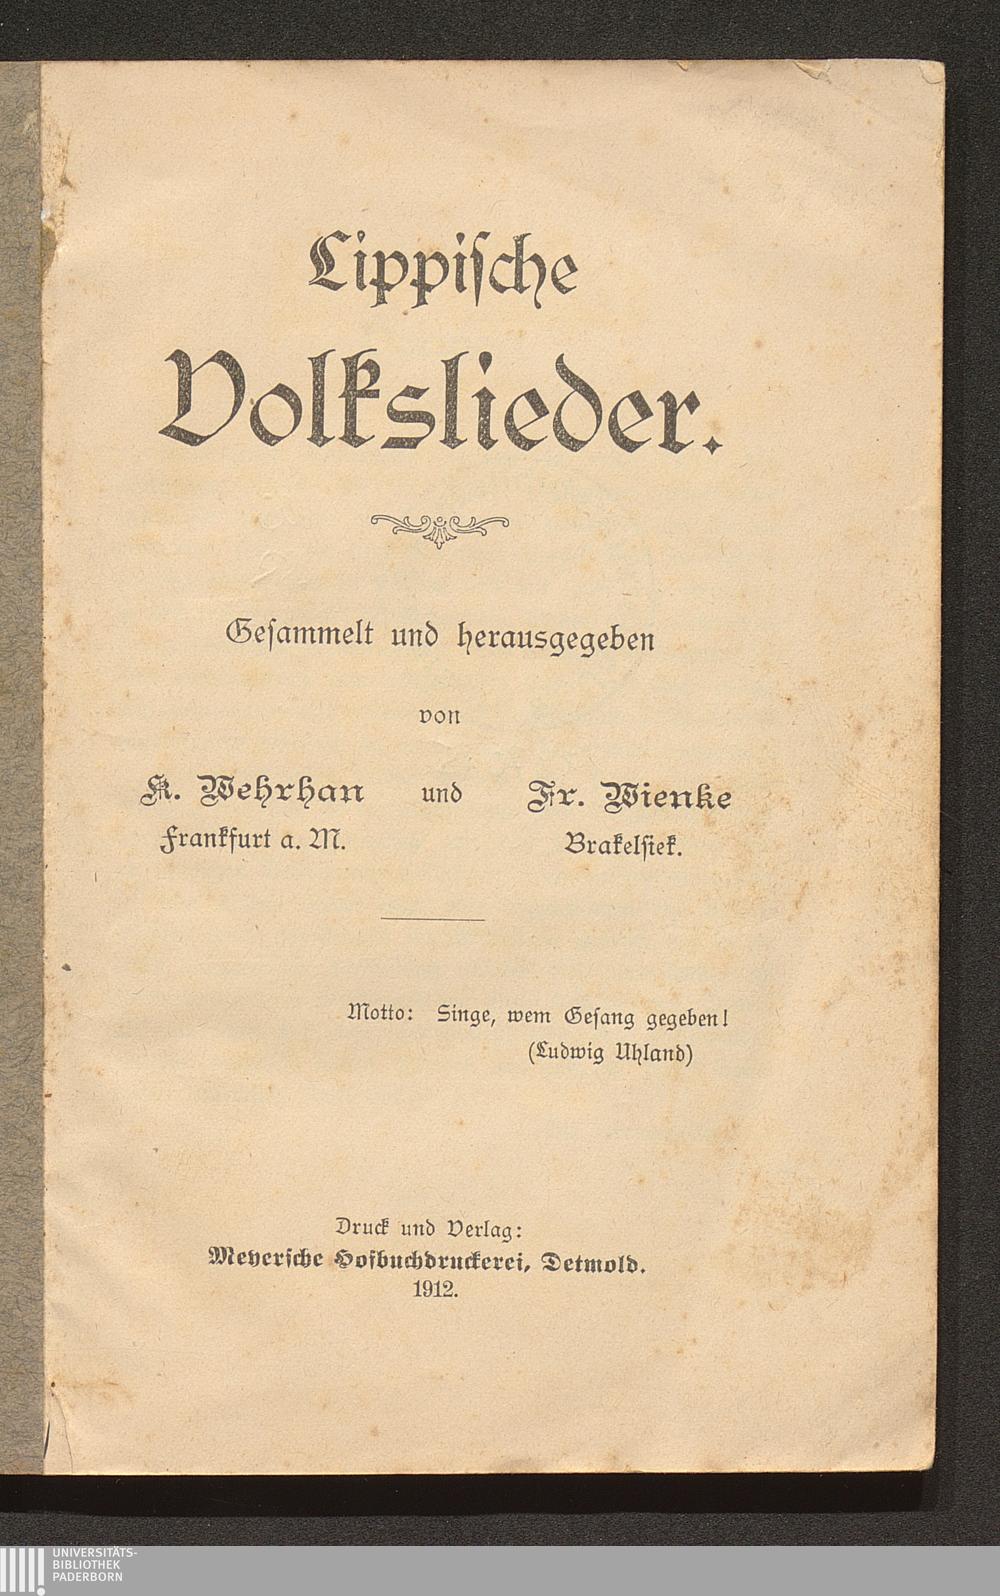 Lippische
Volkslieder.
Gesammelt und herausgegeben
von
K. Wehrhan und Fr. Wienke
Frankfurt a. M. Brakelsiek.
Motto: Singe, wem Gesang gegeben!
(Ludwig Uhland)
Druck und Verlag:
Meyersche Hofbuchdruckerei, Detmold.
1912.
UNIVERSITÄTS-
BIBLIOTHEK
PADERBORN